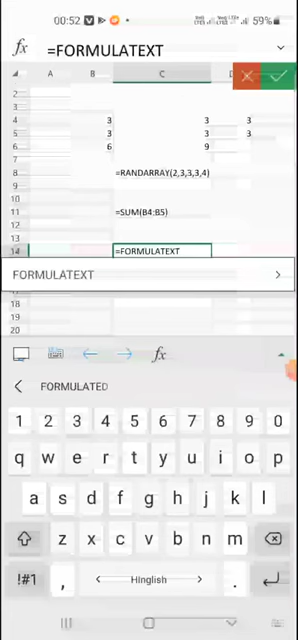 00:52 59%
fx =FORMULATEXT
A B C D
2
3
4 3 3 3
5 3 3 3
6 6 9
7
8 =RANDARRAY(2,3,3,3,4)
9
10
11 =SUM(B4:B5)
12
13
14 =FORMULATEXT
FORMULATEXT
18
19
20
fx
FORMULATED
1 2 3 4 5 6 7 8 9 0
q w e r t y u i o p
a s d f g h j k l
z x c v b n m
!#1 , Hinglish .